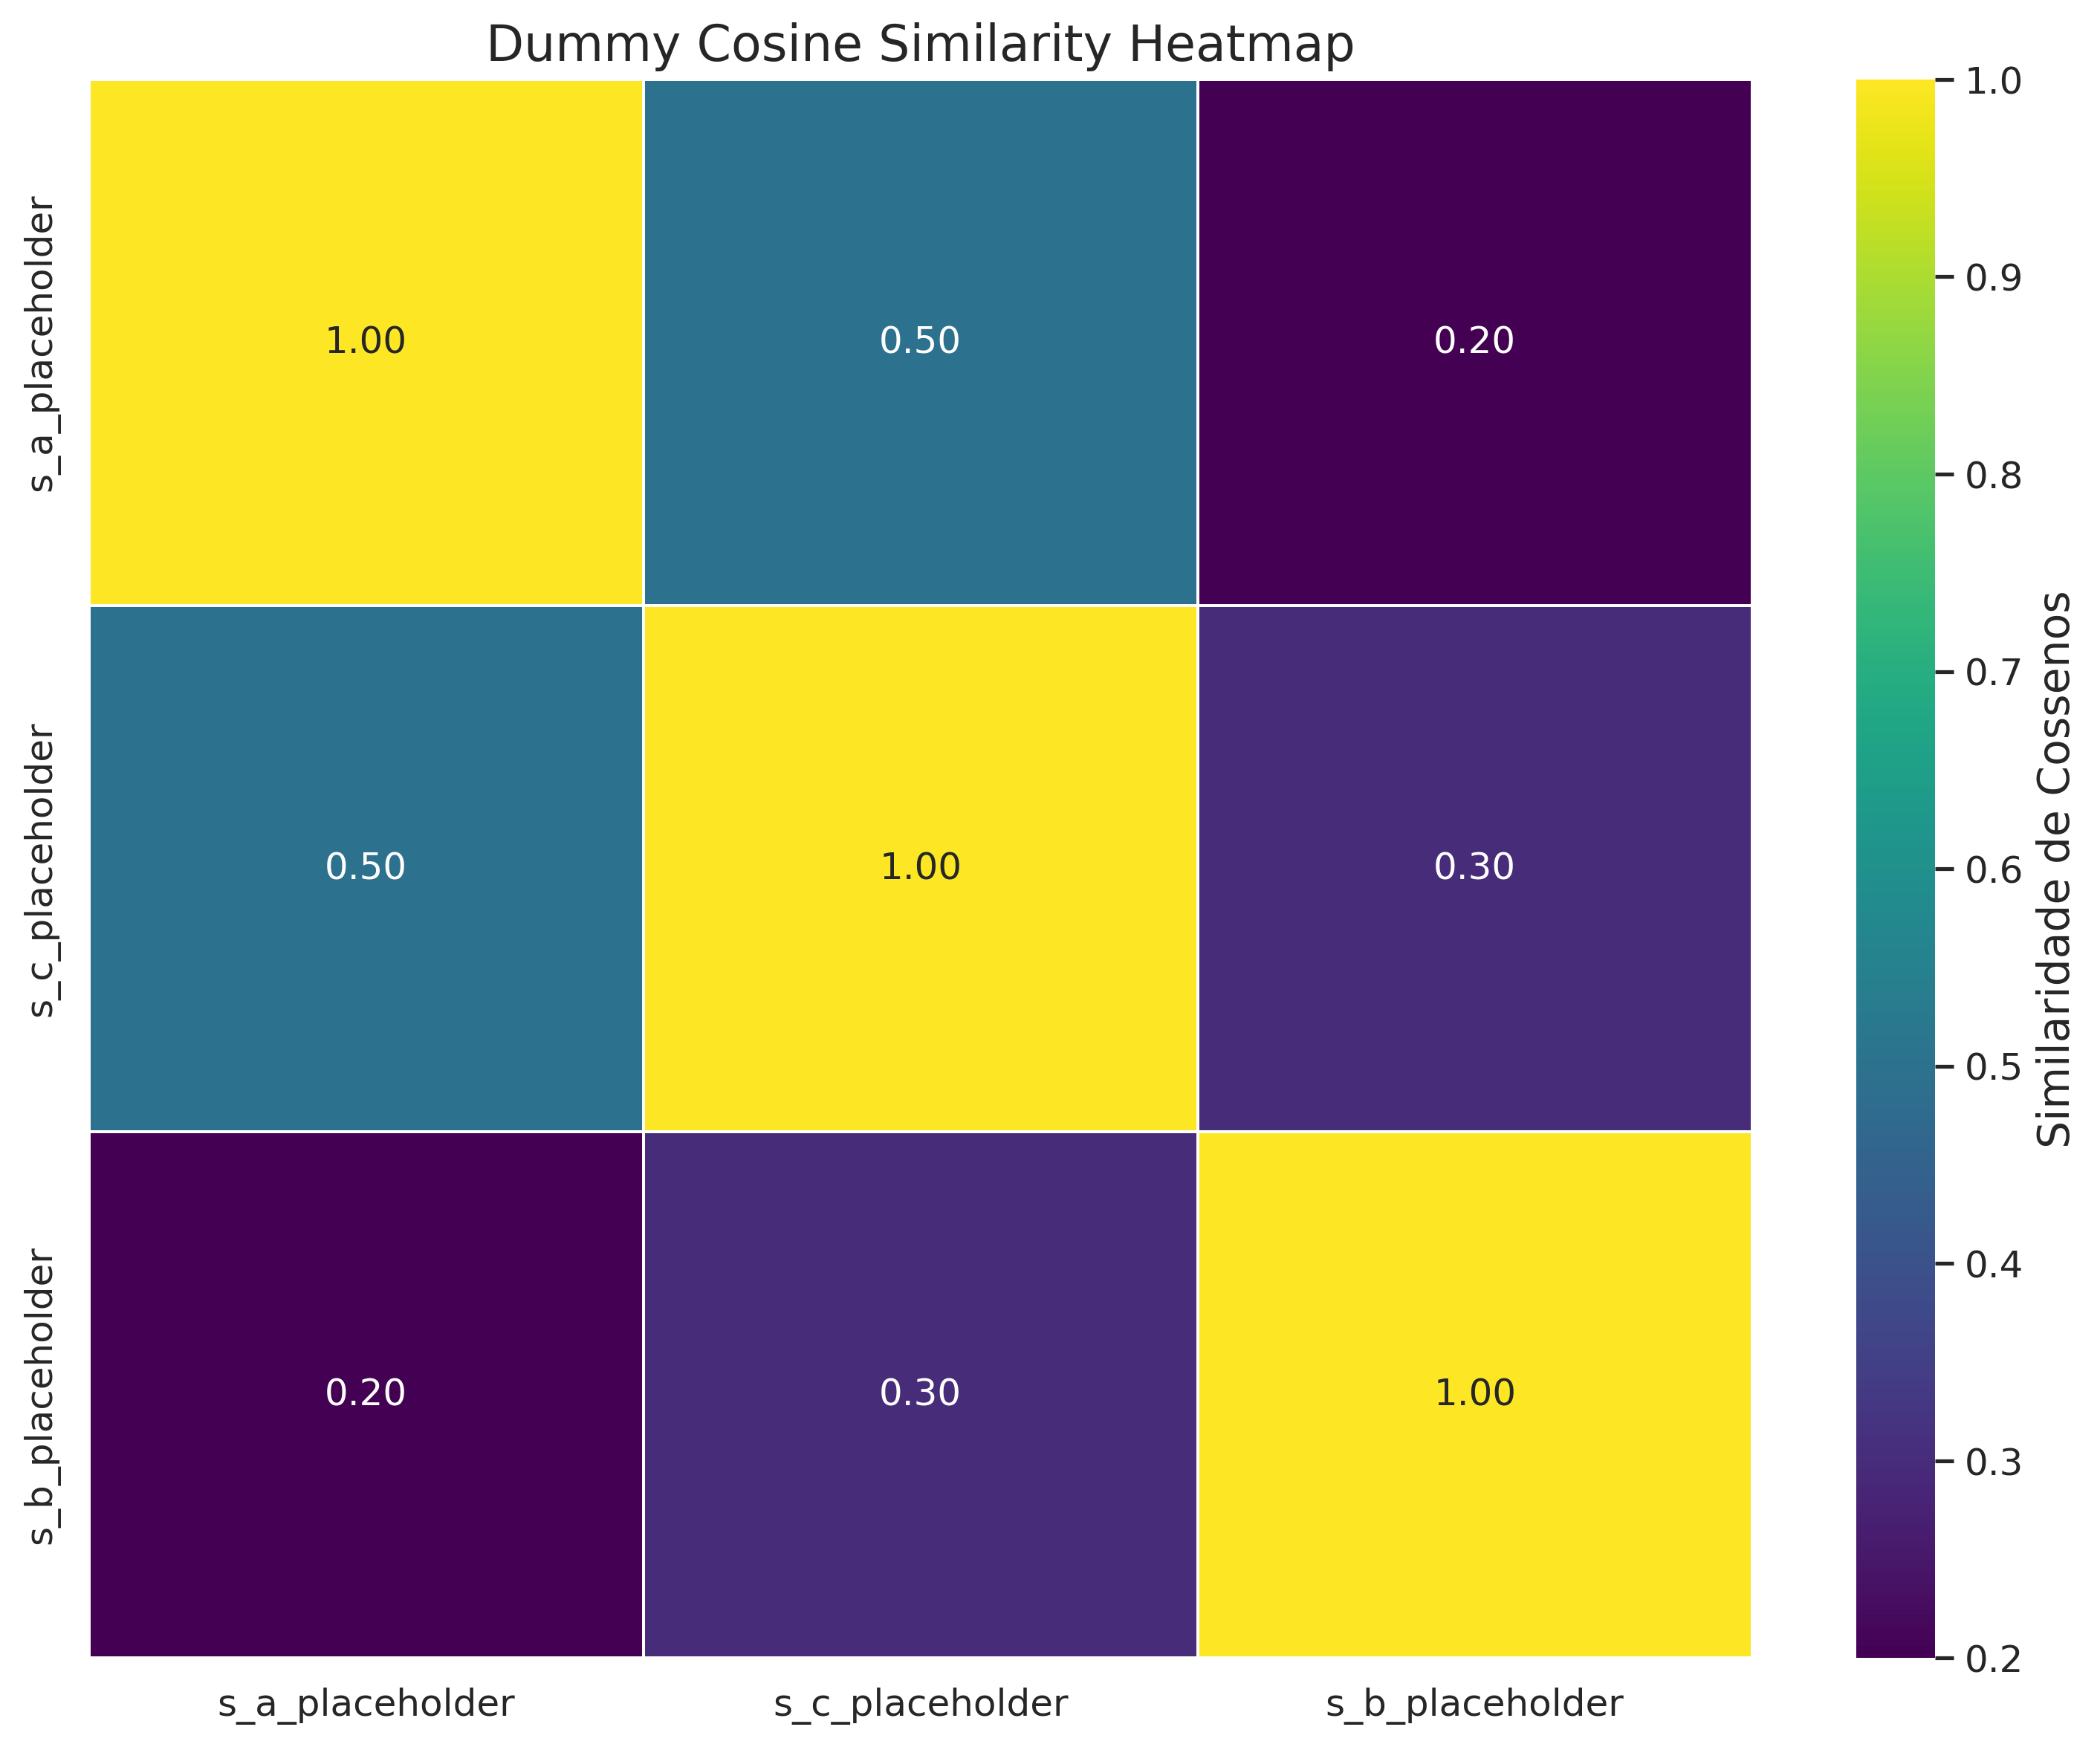 Dummy Cosine Similarity Heatmap
s_a_placeholder
1.00
0.50
0.20
s_c_placeholder
0.50
1.00
0.30
s_b_placeholder
0.20
0.30
1.00
s_a_placeholder
s_c_placeholder
s_b_placeholder
1.0
0.9
0.8
0.7
0.6
0.5
0.4
0.3
0.2
Similaridade de Cossenos